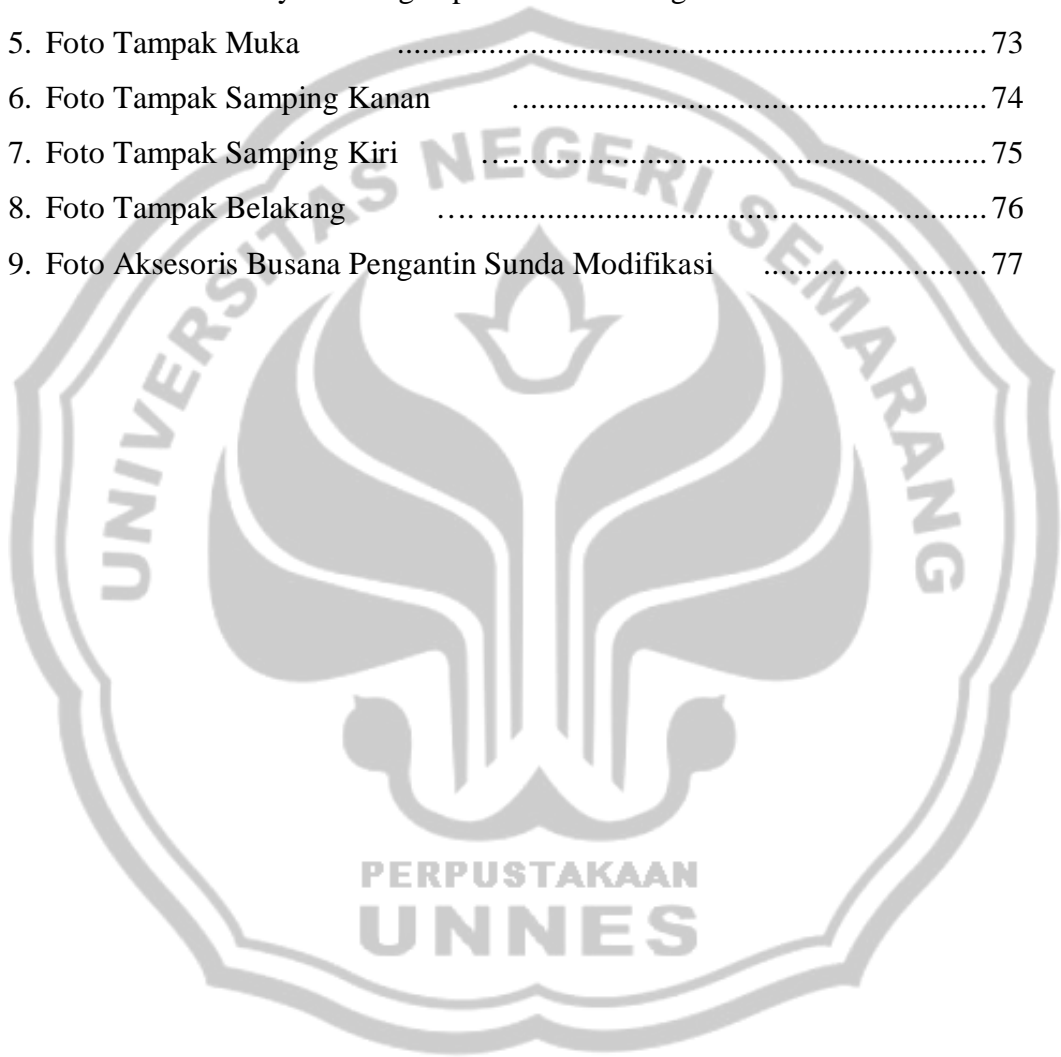 5. Foto Tampak Muka ........................................................................ 73
6. Foto Tampak Samping Kanan .......................................................... 74
7. Foto Tampak Samping Kiri ............................................................. 75
8. Foto Tampak Belakang .................................................................. 76
9. Foto Aksesoris Busana Pengantin Sunda Modifikasi ........................... 77
UNIVERSITAS NEGERI SEMARANG
PERPUSTAKAAN
UNNES